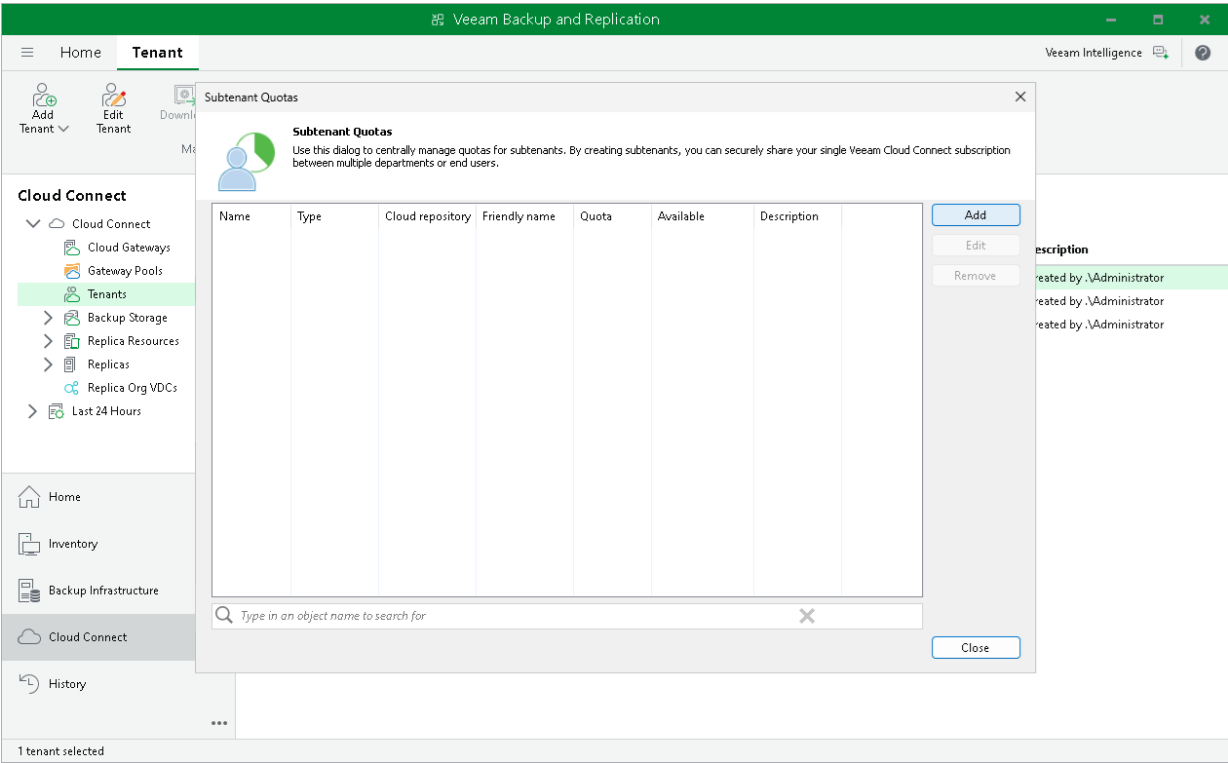 Veeam Backup and Replication
Home
Tenant
Veeam Intelligence
Add
Tenant
Edit
Tenant
Subtenant Quotas
Subtenant Quotas
Use this dialog to centrally manage quotas for subtenants. By creating subtenants, you can securely share your single Veeam Cloud Connect subscription
between multiple departments or end users.
Cloud Connect
Cloud Connect
Cloud Gateways
Gateway Pools
Tenants
Backup Storage
Replica Resources
Replicas
Replica Org VDCs
Last 24 Hours
Name Type Cloud repository Friendly name Quota Available Description
Add
Edit
Remove
escription
reated by .\Administrator
reated by .\Administrator
reated by .\Administrator
Type in an object name to search for
Close
Home
Inventory
Backup Infrastructure
Cloud Connect
History
1 tenant selected